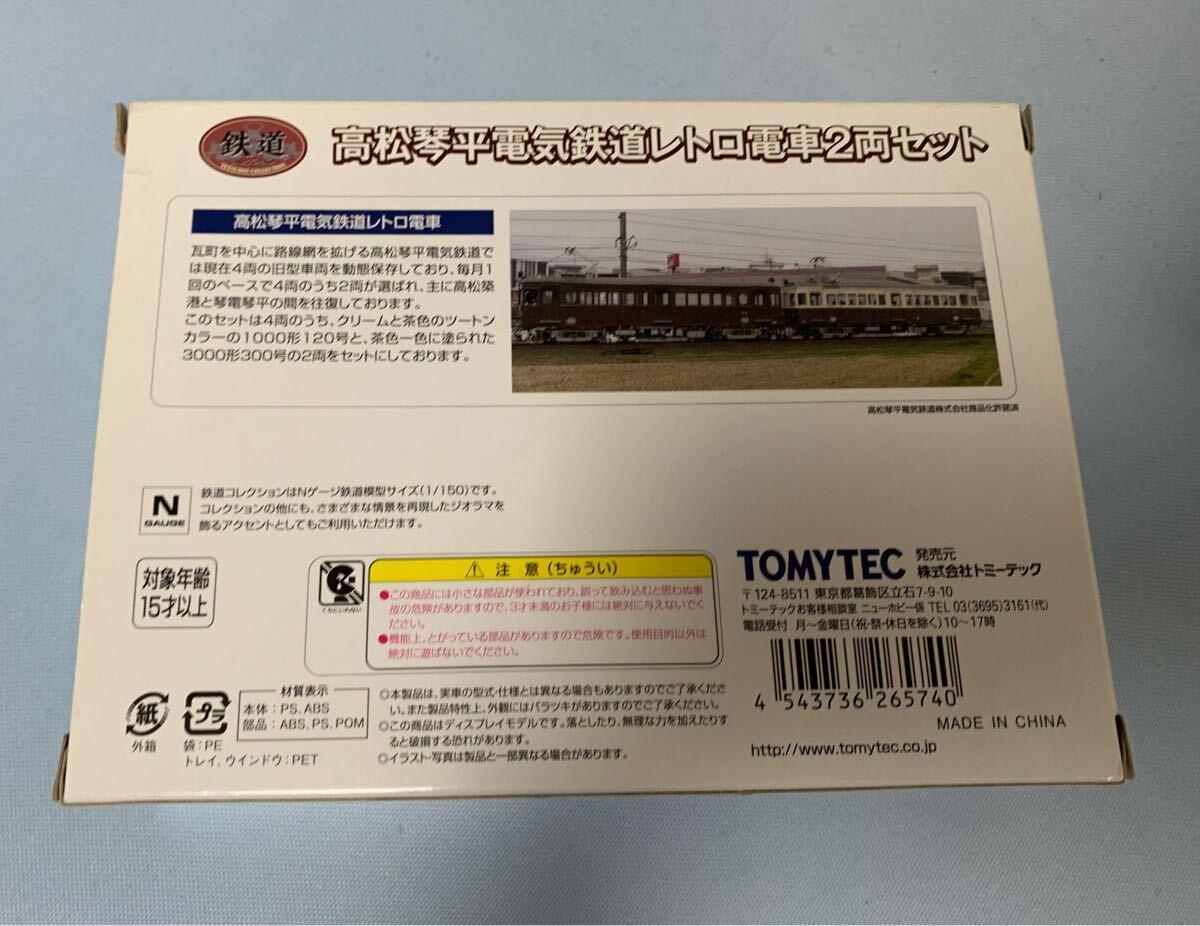 鉄道
TETSUDOU COLLECTION
高松琴平電気鉄道レトロ電車2両セット
高松琴平電気鉄道レトロ電車
瓦町を中心に路線網を拡げる高松琴平電気鉄道で
は現在4両の旧型車両を動態保存しており、毎月1
回のペースで4両のうち2両が選ばれ、主に高松築
港と琴電琴平の間を往復しております。
このセットは4両のうち、クリームと茶色のツートン
カラーの1000形120号と、茶色一色に塗られた
3000形300号の2両をセットにしております。
高松琴平電気鉄道株式会社商品化許諾済
N
GAUGE
鉄道コレクションはNゲージ鉄道模型サイズ(1/150)です。
コレクションの他にも、さまざまな情景を再現したジオラマを
飾るアクセントとしてもご利用いただけます。
対象年齢
15才以上
くちにいれない
⚠ 注 意 (ちゅうい)
●この商品には小さな部品が使われており、誤って飲み込むと思わぬ事
故の危険がありますので、3才未満のお子様には絶対に与えないでく
ださい。
●機能上、とがっている部品がありますので危険です。使用目的以外は
絶対に遊ばないでください。
TOMYTEC 発売元
株式会社トミーテック
〒124-8511 東京都葛飾区立石7-9-10
トミーテックお客様相談室 ニューホビー係 TEL 03(3695)3161(代)
電話受付 月〜金曜日(祝・祭・休日を除く)10〜17時
4 543736 265740
MADE IN CHINA
http://www.tomytec.co.jp
紙
外箱
プラ
袋:PE
トレイ、ウインドウ:PET
材質表示
本体:PS、ABS
部品:ABS、PS、POM
◎本製品は、実車の型式・仕様とは異なる場合もありますのでご了承くださ
い。また製品特性上、外観にはバラツキがありますのでご了承ください。
◎この商品はディスプレイモデルです。落としたり、無理な力を加えたりす
ると破損する恐れがあります。
◎イラスト・写真は製品と一部異なる場合があります。